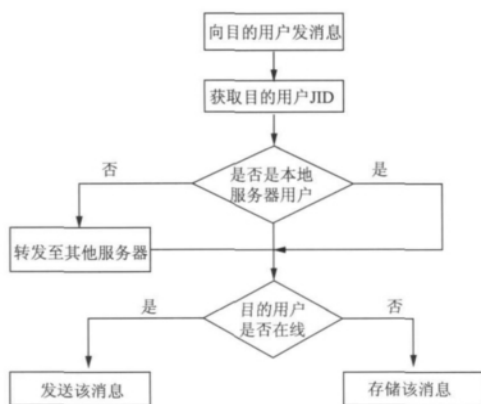 向目的用户发消息
获取目的用户JID
是否是本地
服务器用户
否
是
转发至其他服务器
目的用户
是否在线
是
否
发送该消息
存储该消息